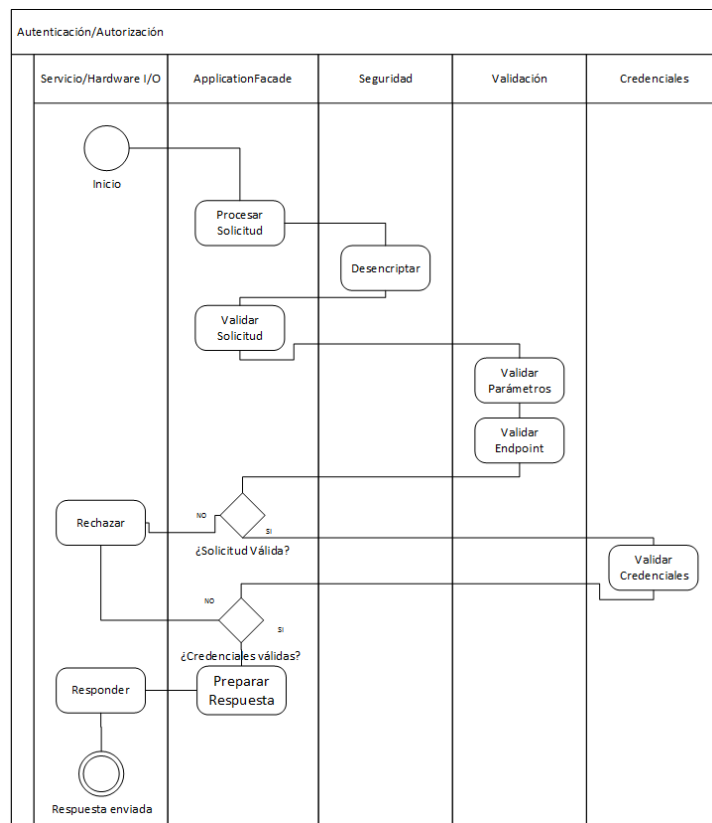 Autenticación/Autorización
Servicio/Hardware I/O
ApplicationFacade
Seguridad
Validación
Credenciales
Inicio
Procesar
Solicitud
Desencriptar
Validar
Solicitud
Validar
Parámetros
Validar
Endpoint
Rechazar
NO
SI
¿Solicitud Válida?
Validar
Credenciales
NO
SI
¿Credenciales válidas?
Responder
Preparar
Respuesta
Respuesta enviada